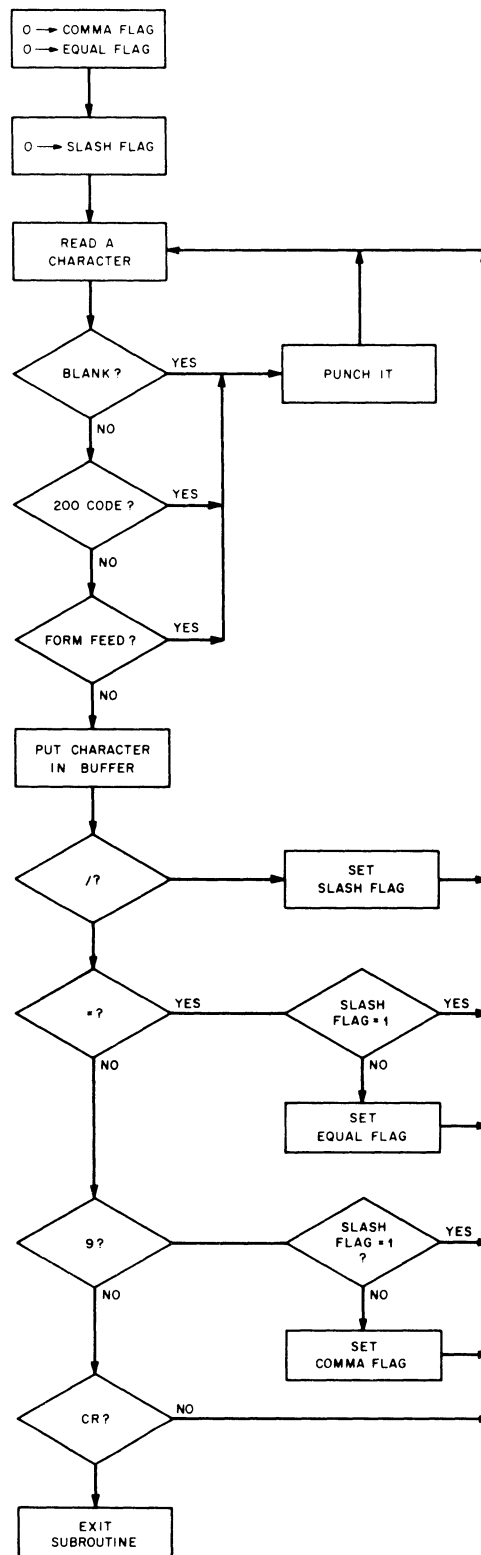 0 → COMMA FLAG
0 → EQUAL FLAG
0 → SLASH FLAG
READ A
CHARACTER
BLANK?
YES
PUNCH IT
NO
200 CODE?
YES
NO
FORM FEED?
YES
NO
PUT CHARACTER
IN BUFFER
/?
SET
SLASH FLAG
=?
YES
SLASH
FLAG=1
YES
NO
NO
SET
EQUAL FLAG
9?
SLASH
FLAG=1
?
YES
NO
NO
SET
COMMA FLAG
CR?
NO
EXIT
SUBROUTINE